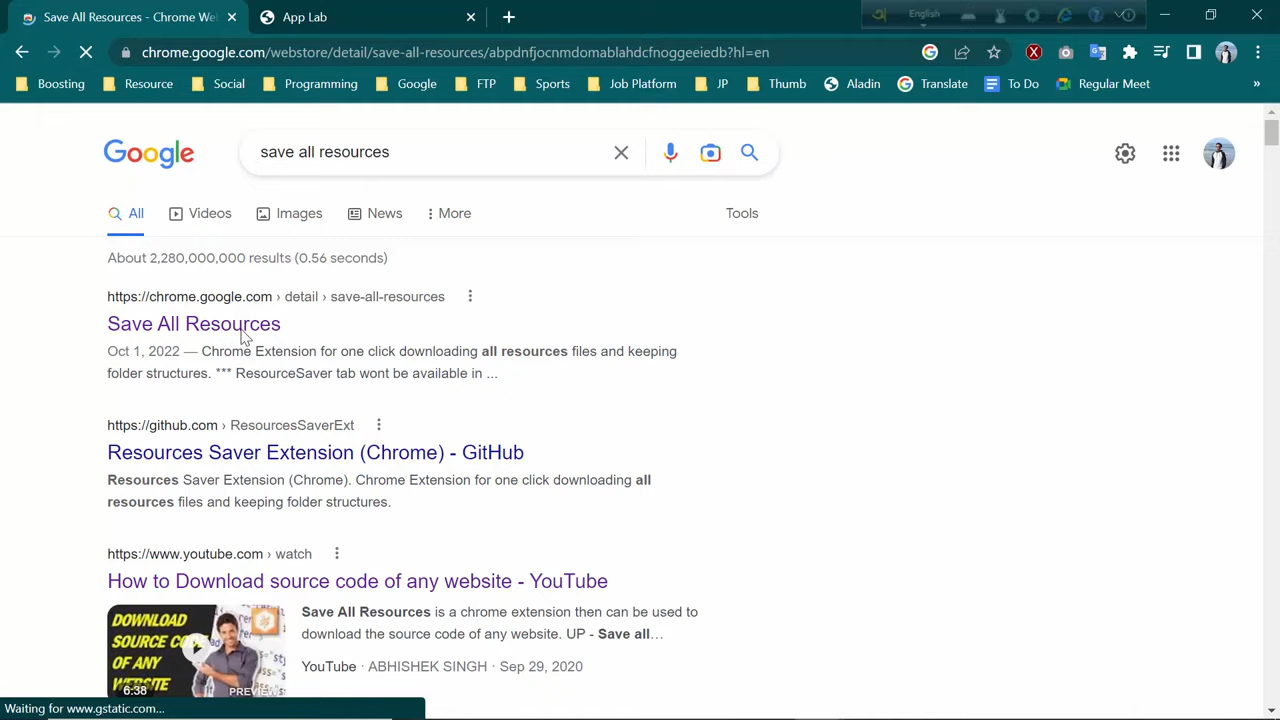 Save All Resources - Chrome We
App Lab
English
chrome.google.com/webstore/detail/save-all-resources/abpdnfjocnmdomablahdcfnoggeeiedb?hl=en
Boosting Resource Social Programming Google FTP Sports Job Platform JP Thumb Aladin Translate To Do Regular Meet »
Google save all resources
All Videos Images News More Tools
About 2,280,000,000 results (0.56 seconds)
https://chrome.google.com › detail › save-all-resources
Save All Resources
Oct 1, 2022 — Chrome Extension for one click downloading all resources files and keeping
folder structures. *** ResourceSaver tab wont be available in ...
https://github.com › ResourcesSaverExt
Resources Saver Extension (Chrome) - GitHub
Resources Saver Extension (Chrome). Chrome Extension for one click downloading all
resources files and keeping folder structures.
https://www.youtube.com › watch
How to Download source code of any website - YouTube
DOWNLOAD
SOURCE CODE
OF ANY
WEBSITE
6:38
PREVIEW
Save All Resources is a chrome extension then can be used to
download the source code of any website. UP - Save all...
YouTube · ABHISHEK SINGH · Sep 29, 2020
Waiting for www.gstatic.com...